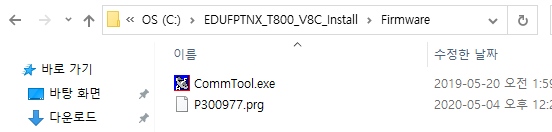 « OS (C:) › EDUFPTNX_T800_V8C_Install › Firmware
이름 수정한 날짜
바로 가기
CommTool.exe 2019-05-20 오전 1:59
바탕 화면
P300977.prg 2020-05-04 오후 12:2
다운로드